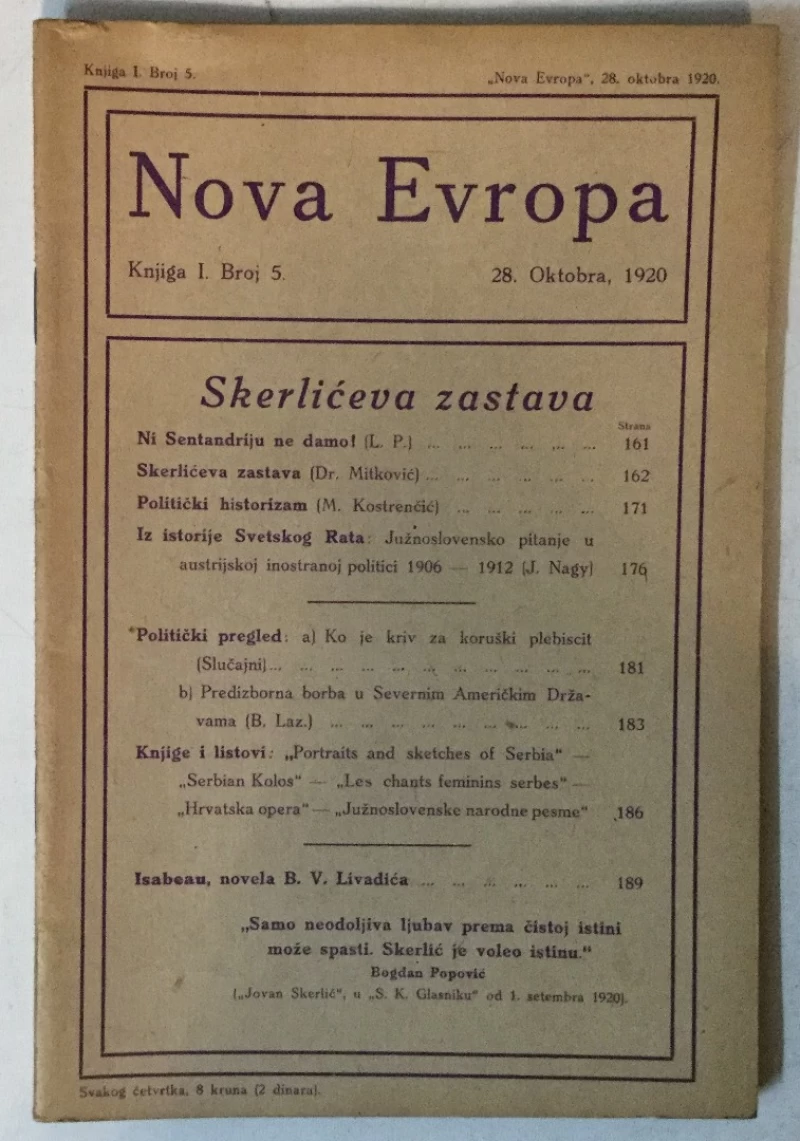 Knjiga I. Broj 5.
„Nova Evropa“, 28. oktobra 1920.
Nova Evropa
Knjiga I. Broj 5.
28. Oktobra, 1920
Skerlićeva zastava
Strana
Ni Sentandriju ne damo! (L. P.) ... ... ... ... ... ... 161
Skerlićeva zastava (Dr. Mitković) ... ... ... ... ... ... 162
Politički historizam (M. Kostrenčić) ... ... ... ... ... 171
Iz istorije Svetskog Rata: Južnoslovensko pitanje u
austrijskoj inostranoj politici 1906 — 1912 (J. Nagy) 176
Politički pregled: a) Ko je kriv za koruški plebiscit
(Slučajni)... ... ... ... ... ... ... ... ... ... ... 181
b) Predizborna borba u Severnim Američkim Drža-
vama (B. Laz.) ... ... ... ... ... ... ... ... ... 183
Knjige i listovi: „Portraits and sketches of Serbia“ —
„Serbian Kolos“ — „Les chants feminins serbes“ —
„Hrvatska opera“ — „Južnoslovenske narodne pesme“ 186
Isabeau, novela B. V. Livadića ... ... ... ... ... ... 189
„Samo neodoljiva ljubav prema čistoj istini
može spasti. Skerlić je voleo istinu.“
Bogdan Popović
(„Jovan Skerlić“, u „S. K. Glasniku“ od 1. setembra 1920).
Svakog četvrtka, 8 kruna (2 dinara).